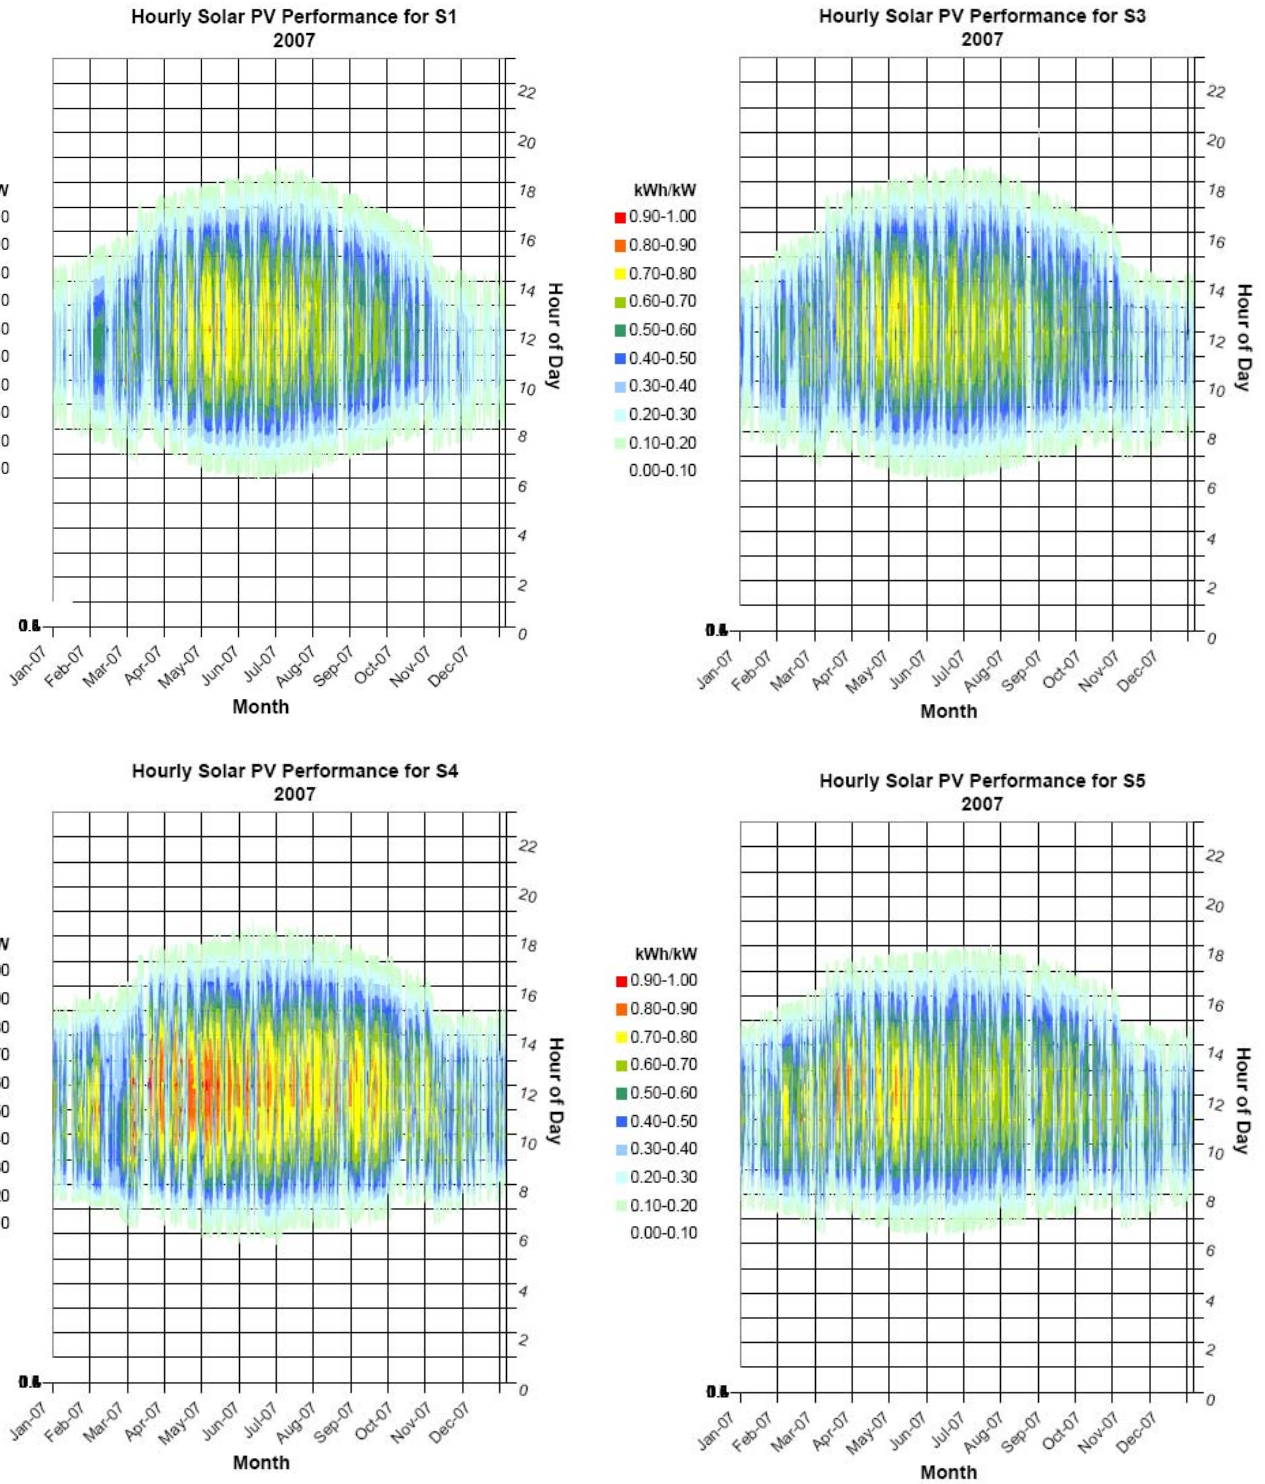 Hourly Solar PV Performance for S1
2007
22
20
18
16
14
12
10
8
6
4
2
0
Hour of Day
Jan-07
Feb-07
Mar-07
Apr-07
May-07
Jun-07
Jul-07
Aug-07
Sep-07
Oct-07
Nov-07
Dec-07
Month
Hourly Solar PV Performance for S3
2007
kWh/kW
0.90-1.00
0.80-0.90
0.70-0.80
0.60-0.70
0.50-0.60
0.40-0.50
0.30-0.40
0.20-0.30
0.10-0.20
0.00-0.10
22
20
18
16
14
12
10
8
6
4
2
0
Hour of Day
Jan-07
Feb-07
Mar-07
Apr-07
May-07
Jun-07
Jul-07
Aug-07
Sep-07
Oct-07
Nov-07
Dec-07
Month
Hourly Solar PV Performance for S4
2007
22
20
18
16
14
12
10
8
6
4
2
0
Hour of Day
Jan-07
Feb-07
Mar-07
Apr-07
May-07
Jun-07
Jul-07
Aug-07
Sep-07
Oct-07
Nov-07
Dec-07
Month
Hourly Solar PV Performance for S5
2007
kWh/kW
0.90-1.00
0.80-0.90
0.70-0.80
0.60-0.70
0.50-0.60
0.40-0.50
0.30-0.40
0.20-0.30
0.10-0.20
0.00-0.10
22
20
18
16
14
12
10
8
6
4
2
0
Hour of Day
Jan-07
Feb-07
Mar-07
Apr-07
May-07
Jun-07
Jul-07
Aug-07
Sep-07
Oct-07
Nov-07
Dec-07
Month